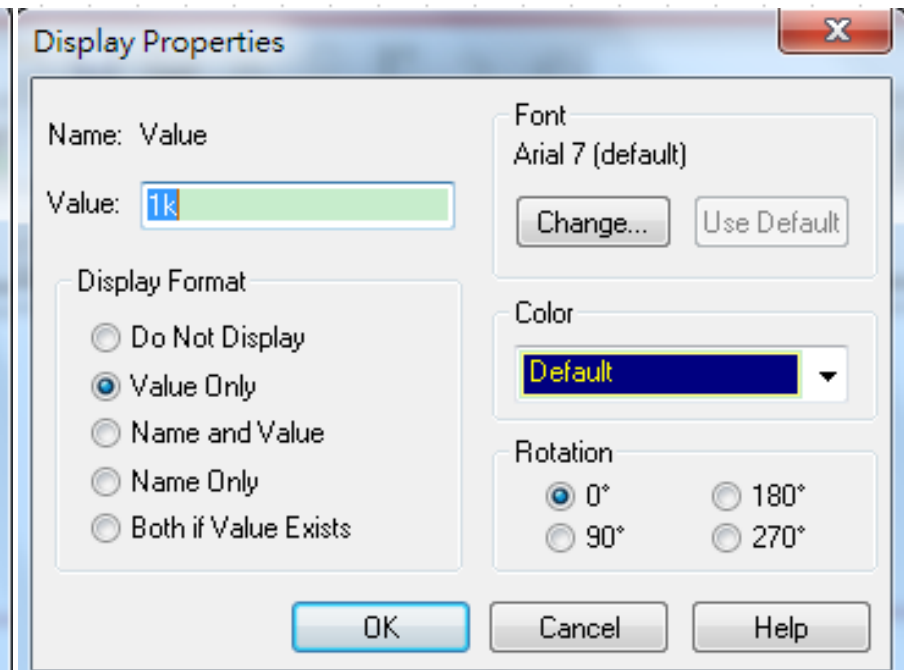 Display Properties
Name: Value
Value: 1k
Display Format
Do Not Display
Value Only
Name and Value
Name Only
Both if Value Exists
Font
Arial 7 (default)
Change...
Use Default
Color
Default
Rotation
0°
180°
90°
270°
OK
Cancel
Help